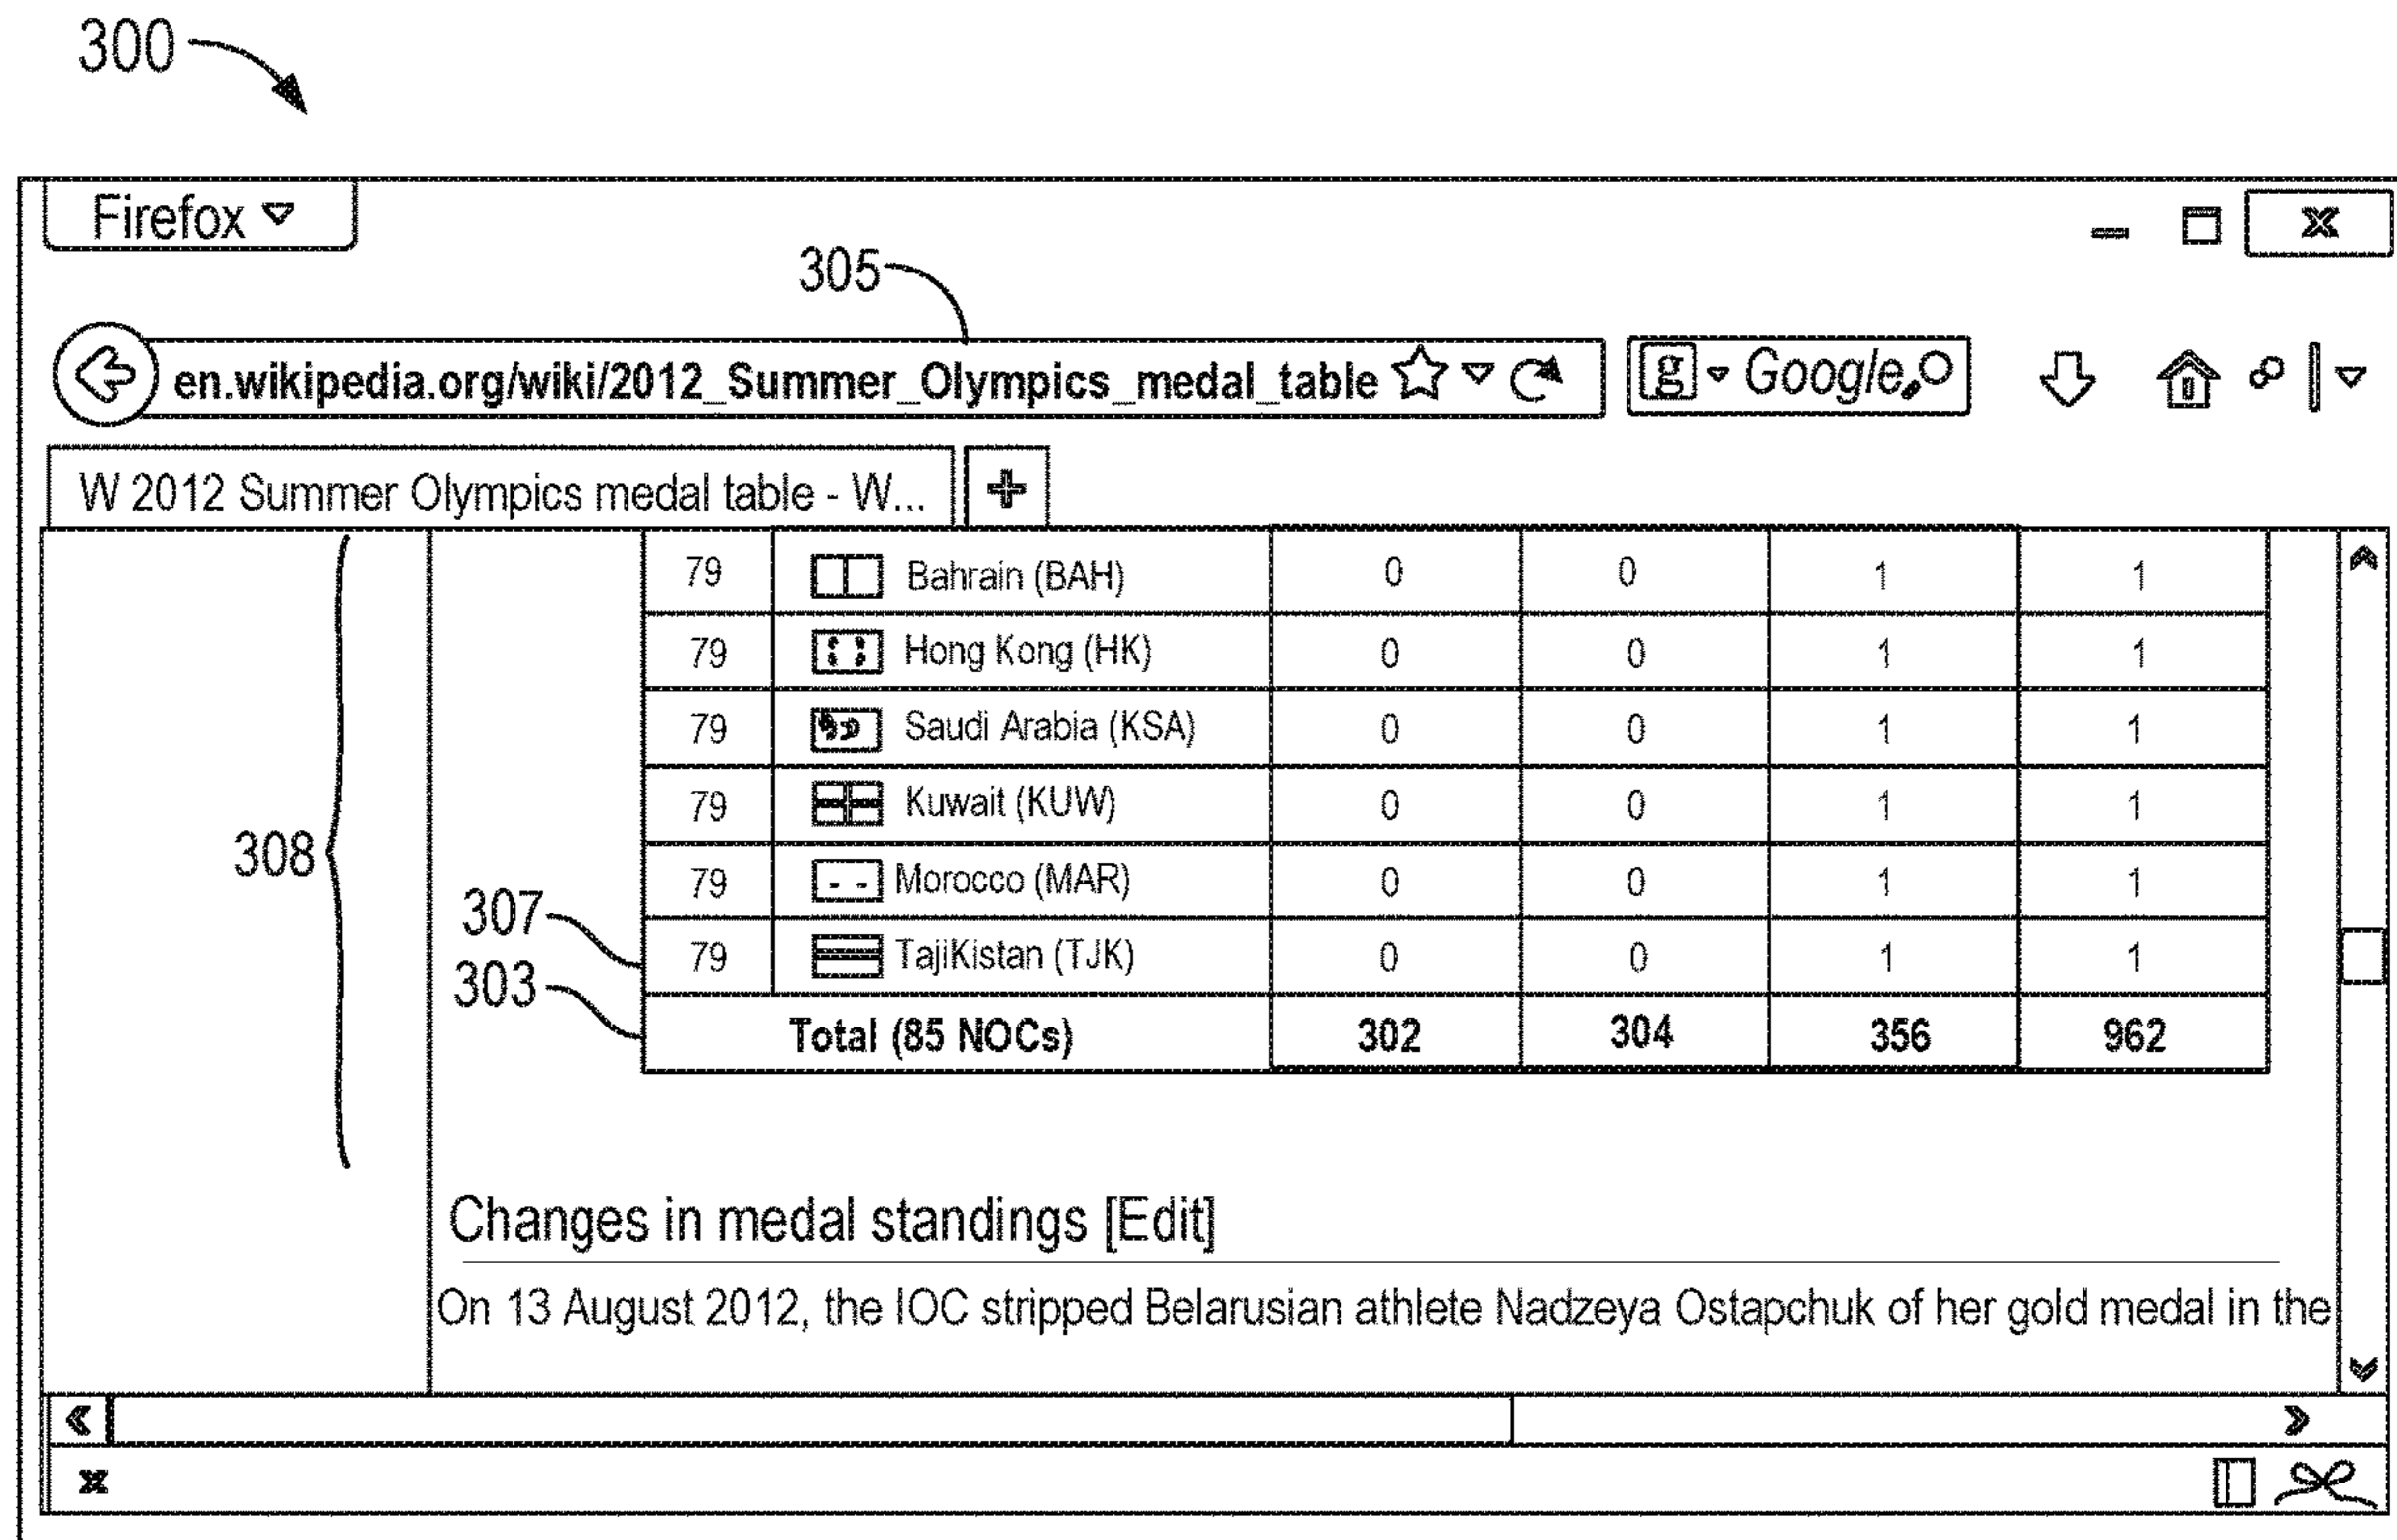 300
Firefox
305
en.wikipedia.org/wiki/2012_Summer_Olympics_medal_table g Google
W 2012 Summer Olympics medal table - W... +
79 Bahrain (BAH) 0 0 1 1
79 Hong Kong (HK) 0 0 1 1
79 Saudi Arabia (KSA) 0 0 1 1
79 Kuwait (KUW) 0 0 1 1
308
79 Morocco (MAR) 0 0 1 1
307
79 TajiKistan (TJK) 0 0 1 1
303
Total (85 NOCs) 302 304 356 962
Changes in medal standings [Edit]
On 13 August 2012, the IOC stripped Belarusian athlete Nadzeya Ostapchuk of her gold medal in the